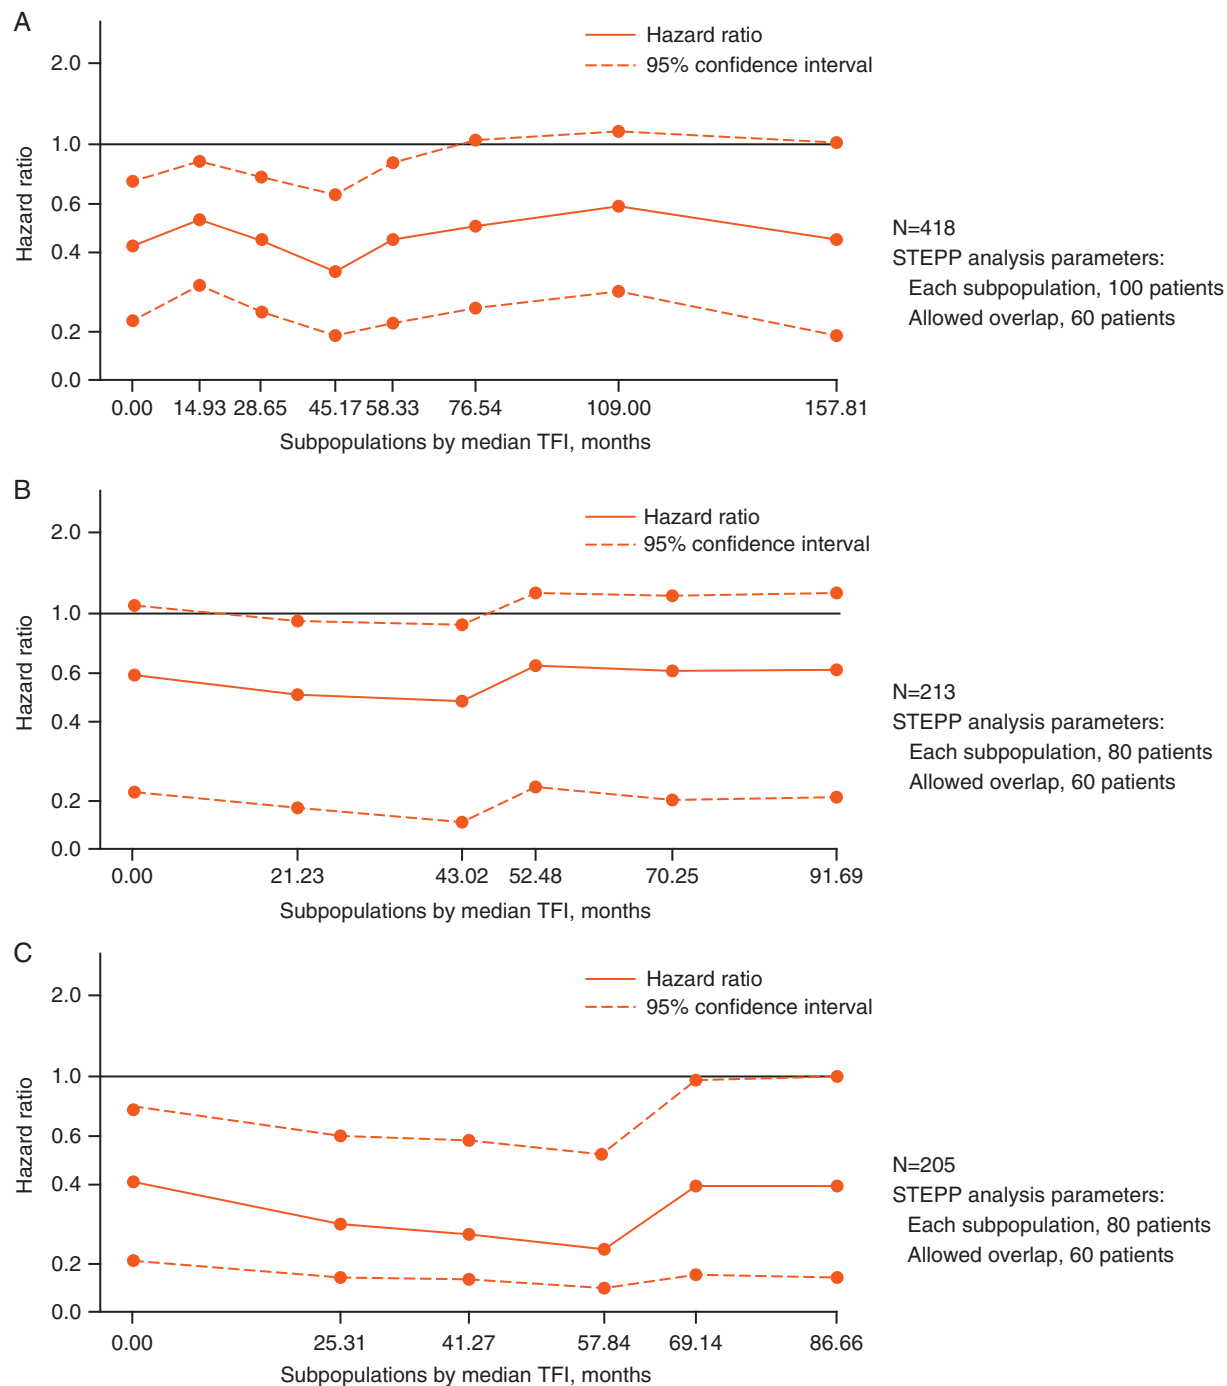 A
Hazard ratio
95% confidence interval
2.0
1.0
0.6
0.4
0.2
0.0
Hazard ratio
0.00 14.93 28.65 45.17 58.33 76.54 109.00 157.81
Subpopulations by median TFI, months
N=418
STEPP analysis parameters:
Each subpopulation, 100 patients
Allowed overlap, 60 patients
B
Hazard ratio
95% confidence interval
2.0
1.0
0.6
0.4
0.2
0.0
Hazard ratio
0.00 21.23 43.02 52.48 70.25 91.69
Subpopulations by median TFI, months
N=213
STEPP analysis parameters:
Each subpopulation, 80 patients
Allowed overlap, 60 patients
C
Hazard ratio
95% confidence interval
2.0
1.0
0.6
0.4
0.2
0.0
Hazard ratio
0.00 25.31 41.27 57.84 69.14 86.66
Subpopulations by median TFI, months
N=205
STEPP analysis parameters:
Each subpopulation, 80 patients
Allowed overlap, 60 patients